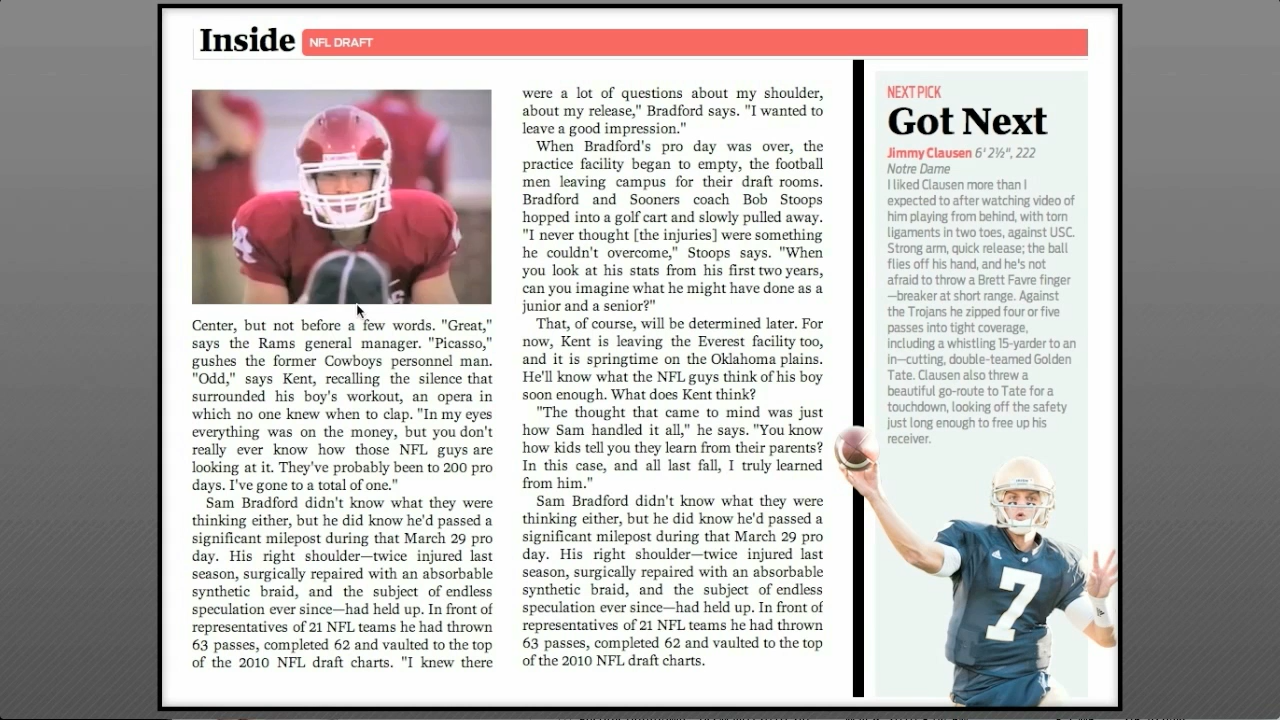 Inside
NFL DRAFT
Center, but not before a few words. "Great,"
says the Rams general manager. "Picasso,"
gushes the former Cowboys personnel man.
"Odd," says Kent, recalling the silence that
surrounded his boy's workout, an opera in
which no one knew when to clap. "In my eyes
everything was on the money, but you don't
really ever know how those NFL guys are
looking at it. They've probably been to 200 pro
days. I've gone to a total of one."
Sam Bradford didn't know what they were
thinking either, but he did know he'd passed a
significant milepost during that March 29 pro
day. His right shoulder—twice injured last
season, surgically repaired with an absorbable
synthetic braid, and the subject of endless
speculation ever since—had held up. In front of
representatives of 21 NFL teams he had thrown
63 passes, completed 62 and vaulted to the top
of the 2010 NFL draft charts. "I knew there
were a lot of questions about my shoulder,
about my release," Bradford says. "I wanted to
leave a good impression."
When Bradford's pro day was over, the
practice facility began to empty, the football
men leaving campus for their draft rooms.
Bradford and Sooners coach Bob Stoops
hopped into a golf cart and slowly pulled away.
"I never thought [the injuries] were something
he couldn't overcome," Stoops says. "When
you look at his stats from his first two years,
can you imagine what he might have done as a
junior and a senior?"
That, of course, will be determined later. For
now, Kent is leaving the Everest facility too,
and it is springtime on the Oklahoma plains.
He'll know what the NFL guys think of his boy
soon enough. What does Kent think?
"The thought that came to mind was just
how Sam handled it all," he says. "You know
how kids tell you they learn from their parents?
In this case, and all last fall, I truly learned
from him."
Sam Bradford didn't know what they were
thinking either, but he did know he'd passed a
significant milepost during that March 29 pro
day. His right shoulder—twice injured last
season, surgically repaired with an absorbable
synthetic braid, and the subject of endless
speculation ever since—had held up. In front of
representatives of 21 NFL teams he had thrown
63 passes, completed 62 and vaulted to the top
of the 2010 NFL draft charts.
NEXT PICK
Got Next
Jimmy Clausen 6' 2½", 222
Notre Dame
I liked Clausen more than I
expected to after watching video of
him playing from behind, with torn
ligaments in two toes, against USC.
Strong arm, quick release; the ball
flies off his hand, and he's not
afraid to throw a Brett Favre finger
—breaker at short range. Against
the Trojans he zipped four or five
passes into tight coverage,
including a whistling 15-yarder to an
in—cutting, double-teamed Golden
Tate. Clausen also threw a
beautiful go-route to Tate for a
touchdown, looking off the safety
just long enough to free up his
receiver.
7